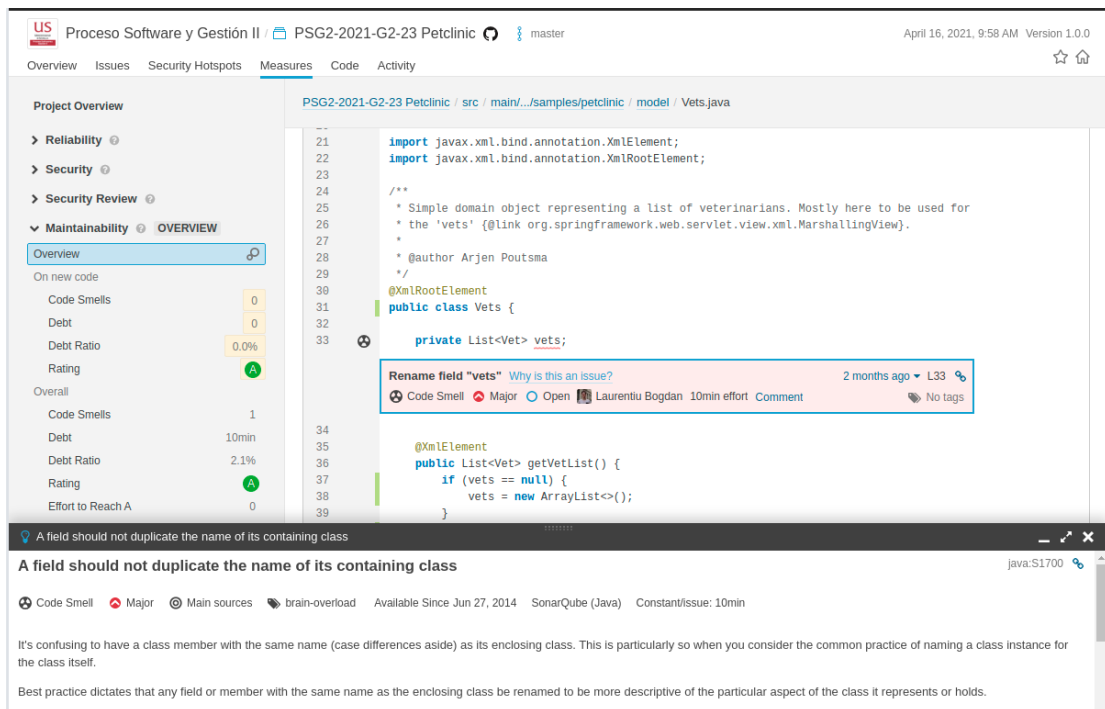 US
Proceso Software y Gestión II / PSG2-2021-G2-23 Petclinic master
April 16, 2021, 9:58 AM Version 1.0.0
Overview Issues Security Hotspots Measures Code Activity
Project Overview
Reliability
Security
Security Review
Maintainability OVERVIEW
Overview
On new code
Code Smells 0
Debt 0
Debt Ratio 0.0%
Rating A
Overall
Code Smells 1
Debt 10min
Debt Ratio 2.1%
Rating A
Effort to Reach A 0
PSG2-2021-G2-23 Petclinic / src / main/.../samples/petclinic / model / Vets.java
21 import javax.xml.bind.annotation.XmlElement;
22 import javax.xml.bind.annotation.XmlRootElement;
23
24 /**
25 * Simple domain object representing a list of veterinarians. Mostly here to be used for
26 * the 'vets' {@link org.springframework.web.servlet.view.xml.MarshallingView}.
27 *
28 * @author Arjen Poutsma
29 */
30 @XmlRootElement
31 public class Vets {
32
33 private List<Vet> vets;
Rename field "vets" Why is this an issue? 2 months ago L33
Code Smell Major Open Laurentiu Bogdan 10min effort Comment No tags
34
35 @XmlElement
36 public List<Vet> getVetList() {
37 if (vets == null) {
38 vets = new ArrayList<>();
39 }
A field should not duplicate the name of its containing class
A field should not duplicate the name of its containing class java:S1700
Code Smell Major Main sources brain-overload Available Since Jun 27, 2014 SonarQube (Java) Constant/issue: 10min
It's confusing to have a class member with the same name (case differences aside) as its enclosing class. This is particularly so when you consider the common practice of naming a class instance for
the class itself.
Best practice dictates that any field or member with the same name as the enclosing class be renamed to be more descriptive of the particular aspect of the class it represents or holds.